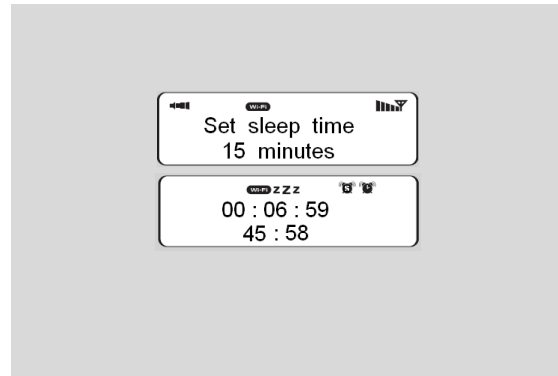 Wi-Fi
Set sleep time
15 minutes
Wi-Fi zZz
00 : 06 : 59
45 : 58